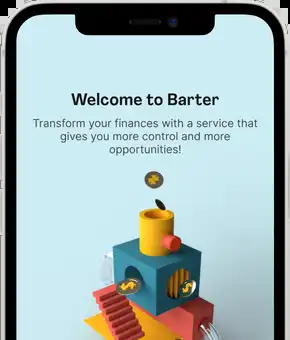 Welcome to Barter
Transform your finances with a service that
gives you more control and more
opportunities!